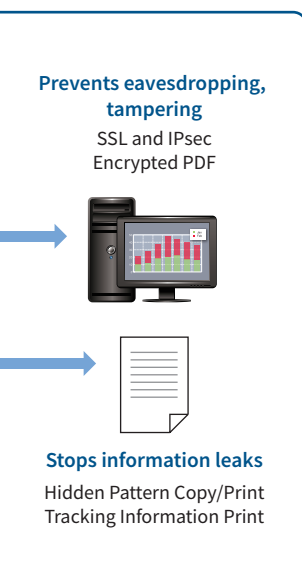 Prevents eavesdropping,
tampering
SSL and IPsec
Encrypted PDF
Stops information leaks
Hidden Pattern Copy/Print
Tracking Information Print